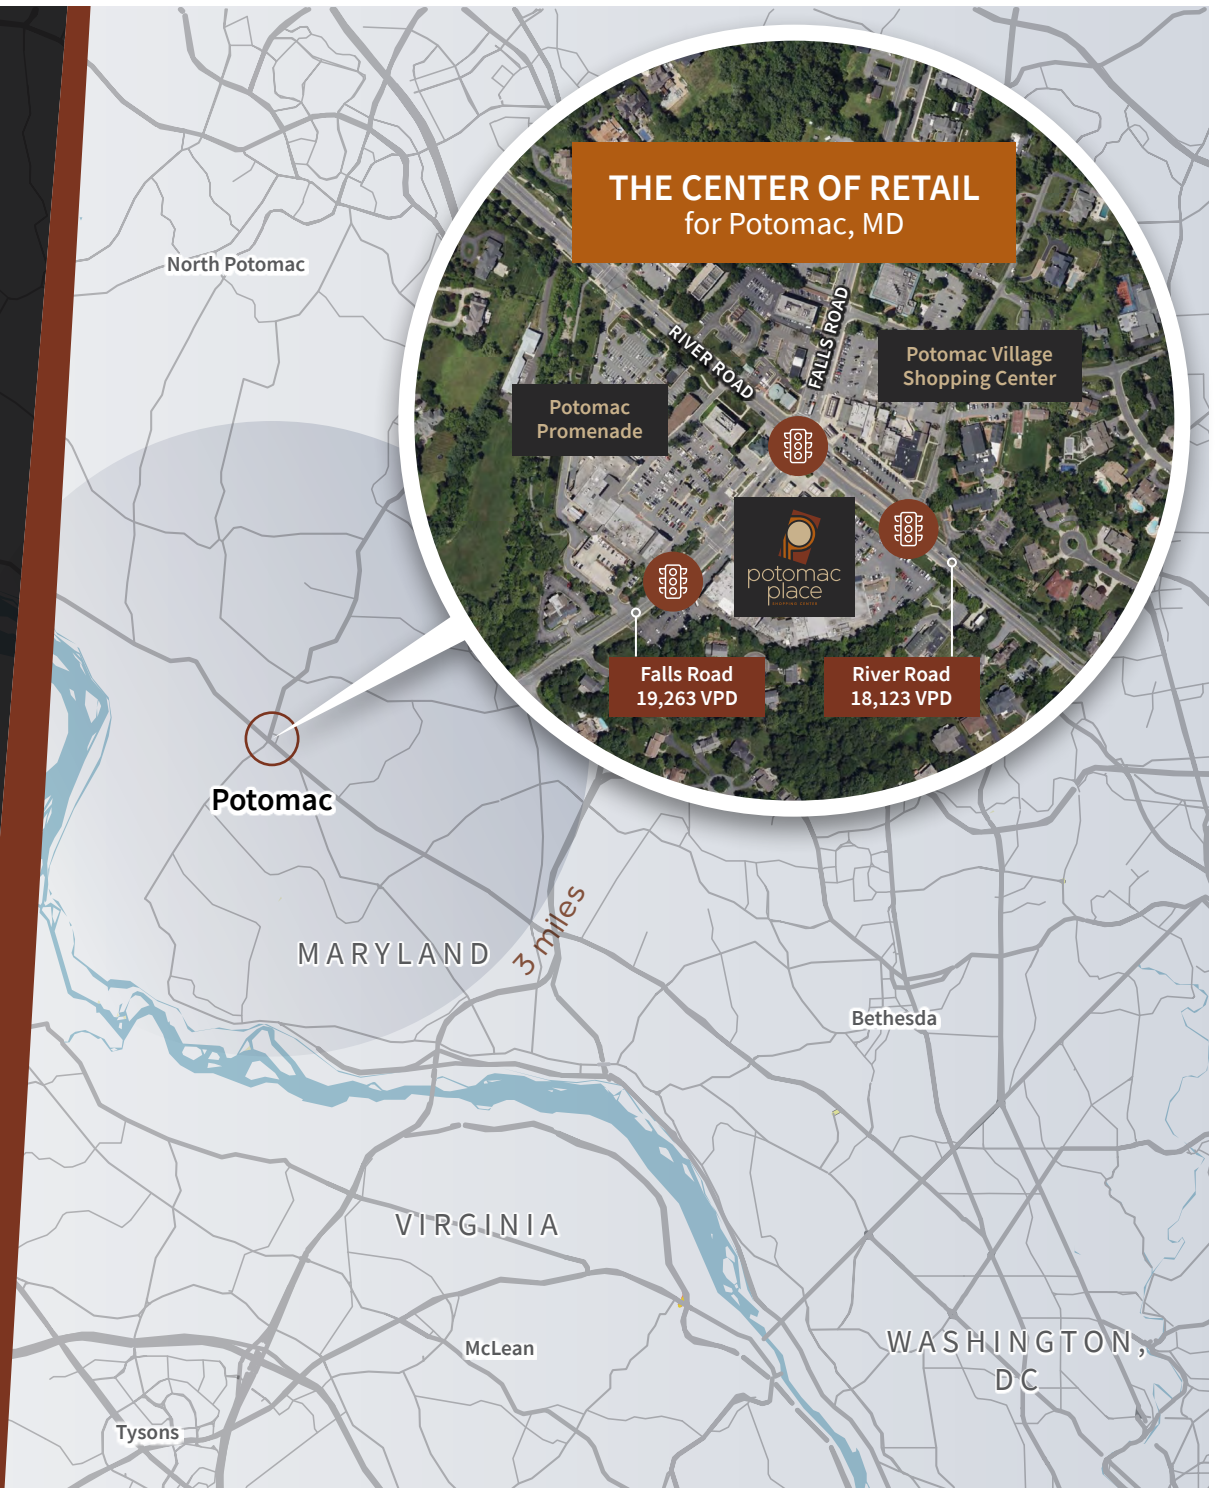 THE CENTER OF RETAIL
for Potomac, MD
North Potomac
RIVER ROAD
FALLS ROAD
Potomac Village
Shopping Center
Potomac
Promenade
potomac
place
SHOPPING CENTER
Falls Road
19,263 VPD
River Road
18,123 VPD
Potomac
3 miles
MARYLAND
Bethesda
VIRGINIA
McLean
WASHINGTON,
DC
Tysons